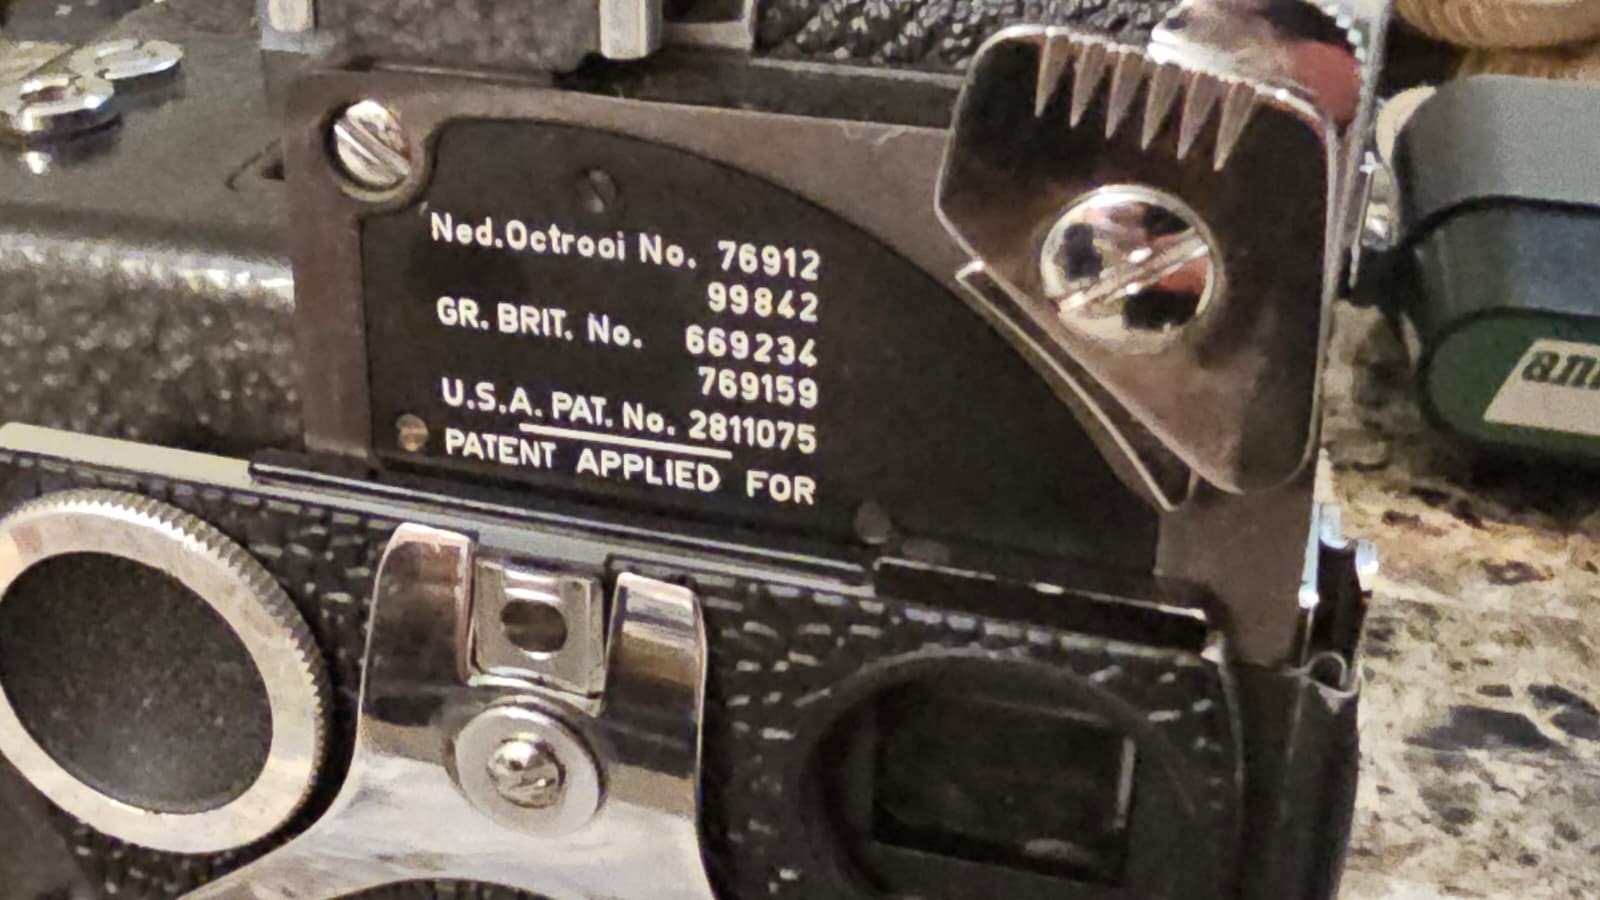 Ned.Octrooi No. 76912
99842
GR. BRIT. No. 669234
769159
U.S.A. PAT. No. 2811075
PATENT APPLIED FOR